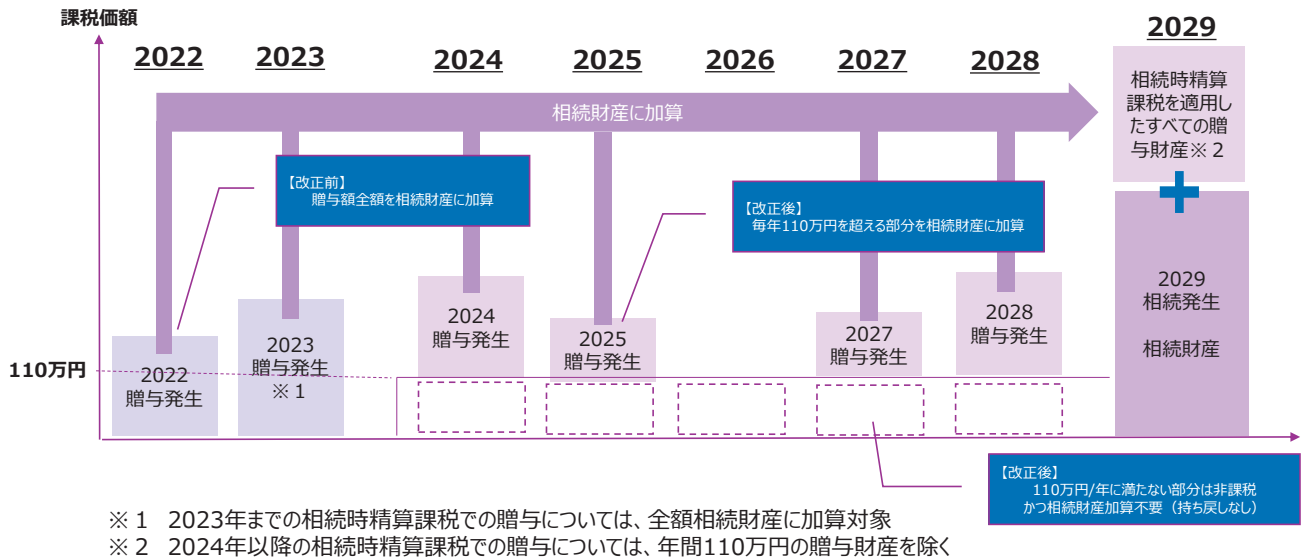 課税価額
2022
2023
2024
2025
2026
2027
2028
2029
相続財産に加算
相続時精算
課税を適用し
たすべての贈
与財産※２
【改正前】
贈与額全額を相続財産に加算
【改正後】
毎年110万円を超える部分を相続財産に加算
2022
贈与発生
2023
贈与発生
※１
2024
贈与発生
2025
贈与発生
2027
贈与発生
2028
贈与発生
2029
相続発生
相続財産
110万円
【改正後】
110万円/年に満たない部分は非課税
かつ相続財産加算不要（持ち戻しなし）
※１　2023年までの相続時精算課税での贈与については、全額相続財産に加算対象
※２　2024年以降の相続時精算課税での贈与については、年間110万円の贈与財産を除く